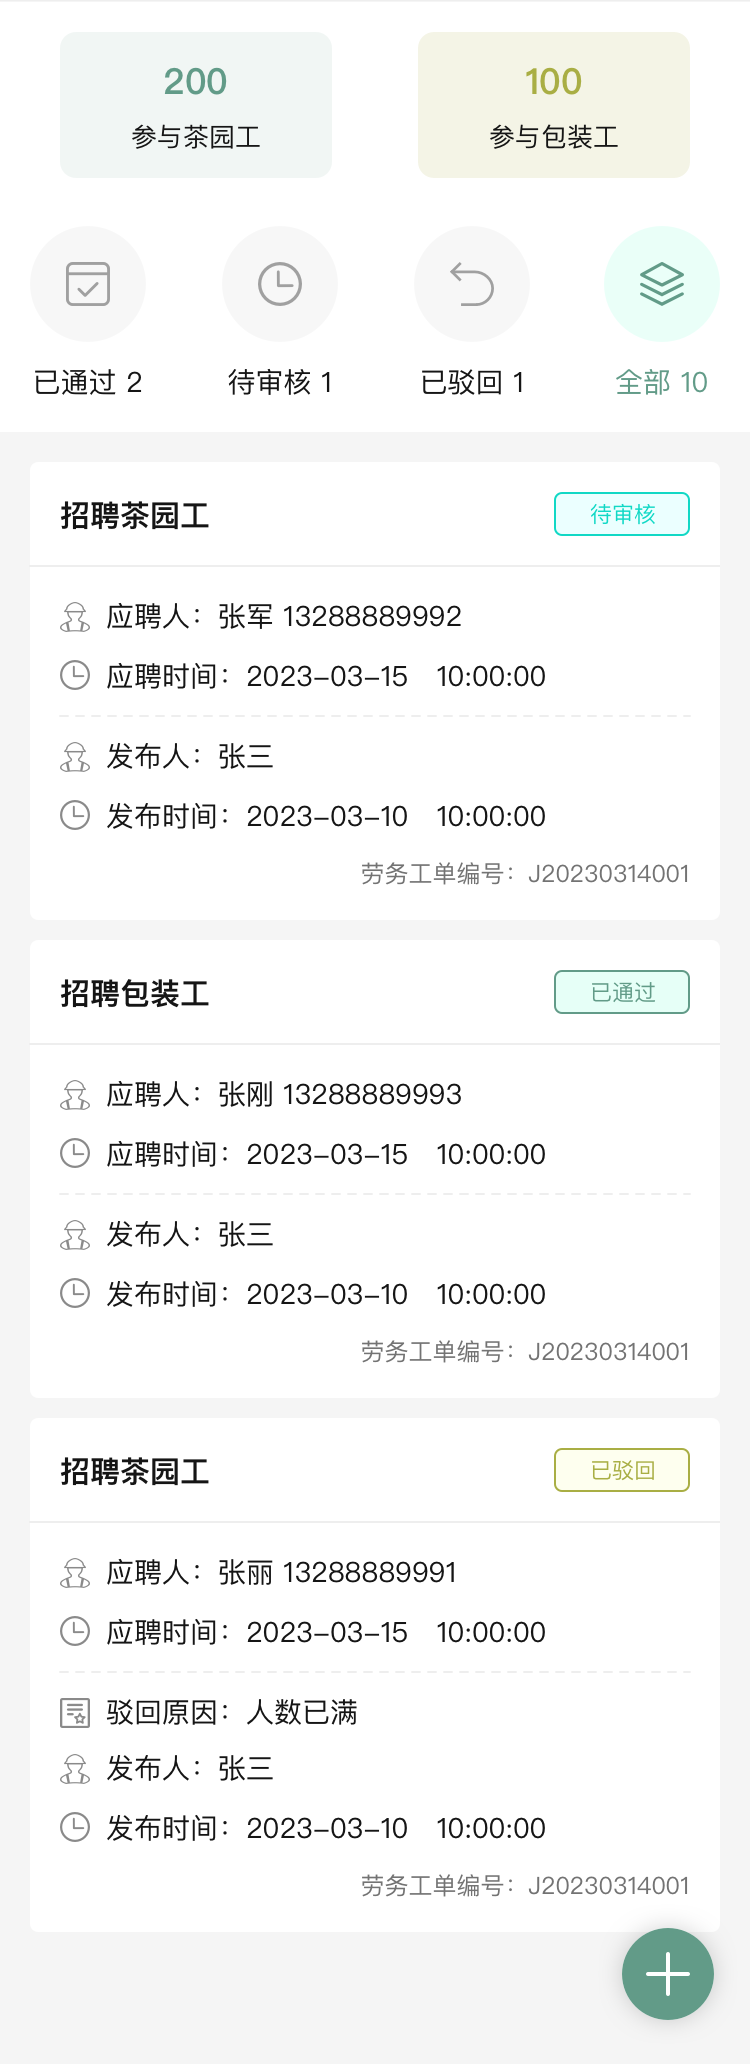 200
100
参与茶园工
参与包装工
已通过 2
待审核 1
已驳回 1
全部 10
招聘茶园工
待审核
应聘人：张军 13288889992
应聘时间：2023-03-15 10:00:00
发布人：张三
发布时间：2023-03-10 10:00:00
劳务工单编号：J20230314001
招聘包装工
已通过
应聘人：张刚 13288889993
应聘时间：2023-03-15 10:00:00
发布人：张三
发布时间：2023-03-10 10:00:00
劳务工单编号：J20230314001
招聘茶园工
已驳回
应聘人：张丽 13288889991
应聘时间：2023-03-15 10:00:00
驳回原因：人数已满
发布人：张三
发布时间：2023-03-10 10:00:00
劳务工单编号：J20230314001